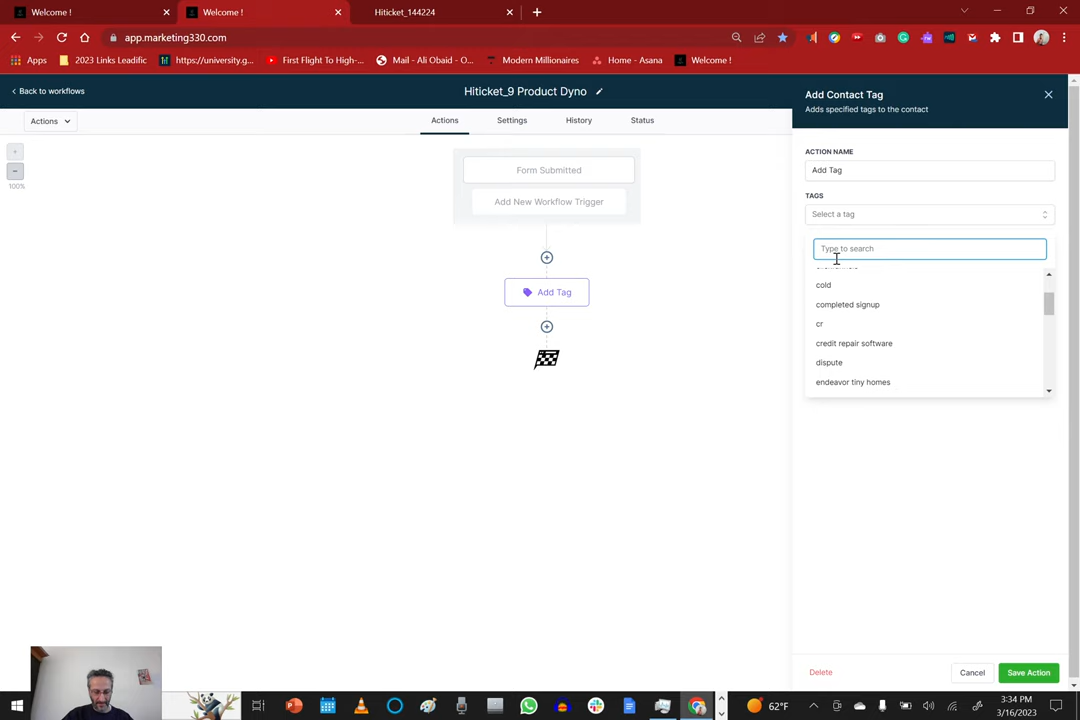 Welcome !
Welcome !
Hiticket_144224
app.marketing330.com
Apps
2023 Links Leadific
https://university.g...
First Flight To High-...
Mail - Ali Obaid - O...
Modern Millionaires
Home - Asana
Welcome !
Back to workflows
Hiticket_9 Product Dyno
Actions
Actions
Settings
History
Status
100%
Form Submitted
Add New Workflow Trigger
Add Tag
Add Contact Tag
Adds specified tags to the contact
ACTION NAME
Add Tag
TAGS
Select a tag
Type to search
cold
completed signup
cr
credit repair software
dispute
endeavor tiny homes
Delete
Cancel
Save Action
62°F
3:34 PM
3/16/2023